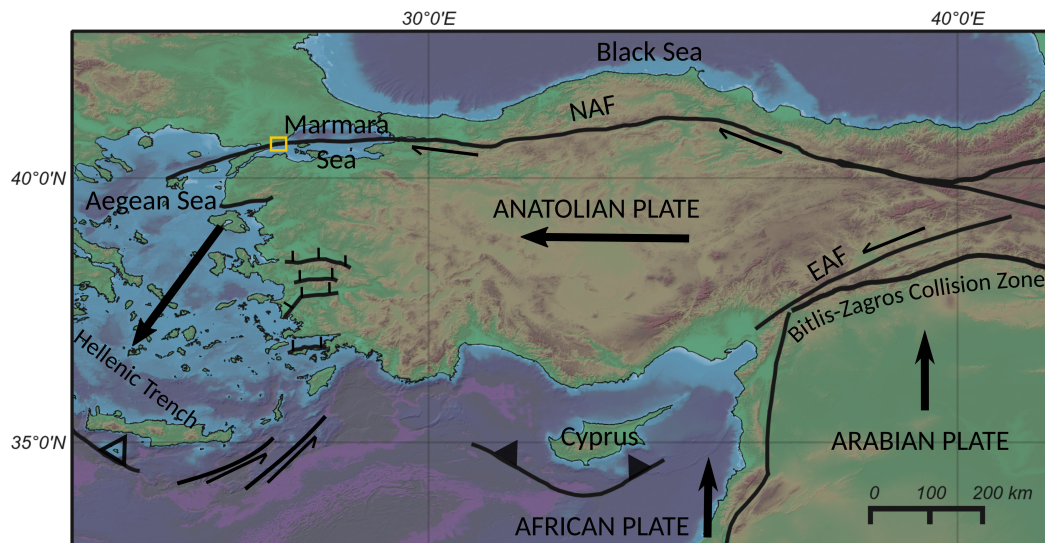 30°0'E
40°0'E
Black Sea
NAF
Marmara
Sea
40°0'N
Aegean Sea
ANATOLIAN PLATE
EAF
Bitlis-Zagros Collision Zone
Hellenic Trench
35°0'N
Cyprus
ARABIAN PLATE
0 100 200 km
AFRICAN PLATE